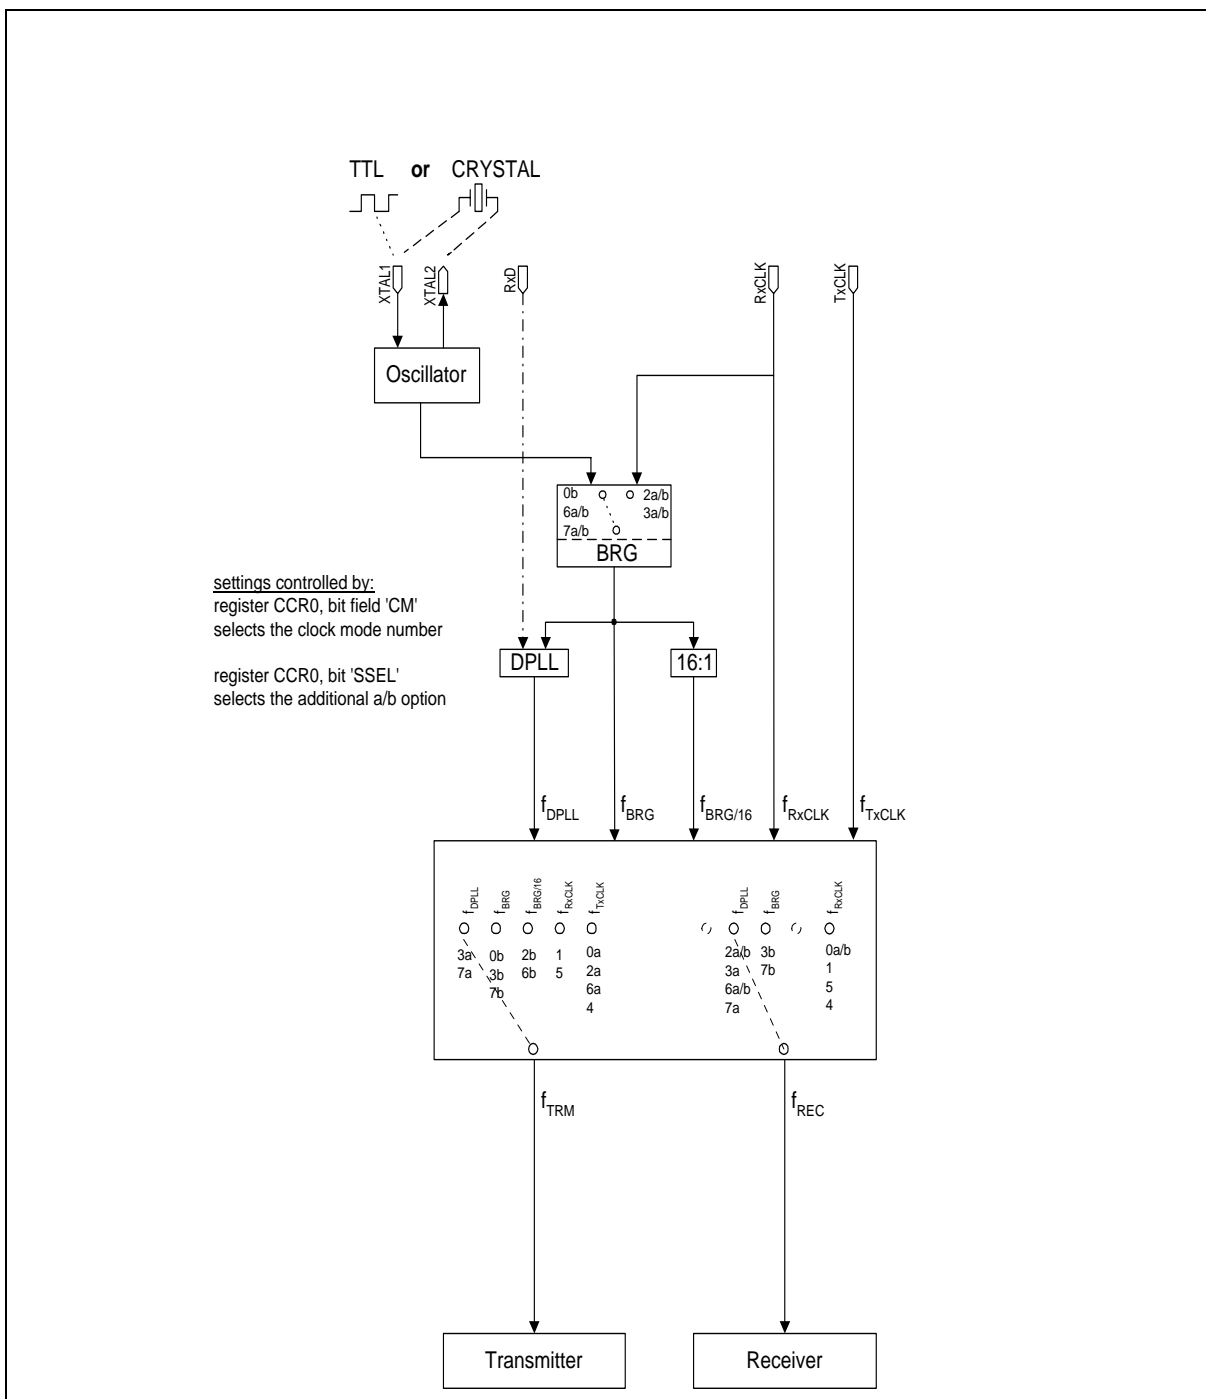 TTL or CRYSTAL
XTAL1
XTAL2
RxD
RxCLK
TxCLK
Oscillator
0b 2a/b
6a/b 3a/b
7a/b
BRG
settings controlled by:
register CCR0, bit field 'CM'
selects the clock mode number
register CCR0, bit 'SSEL'
selects the additional a/b option
DPLL
16:1
fDPLL
fBRG
fBRG/16
fRxCLK
fTxCLK
fDPLL
fBRG
fBRG/16
fRxCLK
fTxCLK
fDPLL
fBRG
fRxCLK
3a 0b 2b 1 0a 2a/b 3b 0a/b
7a 3b 6b 5 2a 3a 7b 1
7b 6a 6a/b 5
4 7a 4
fTRM
fREC
Transmitter
Receiver